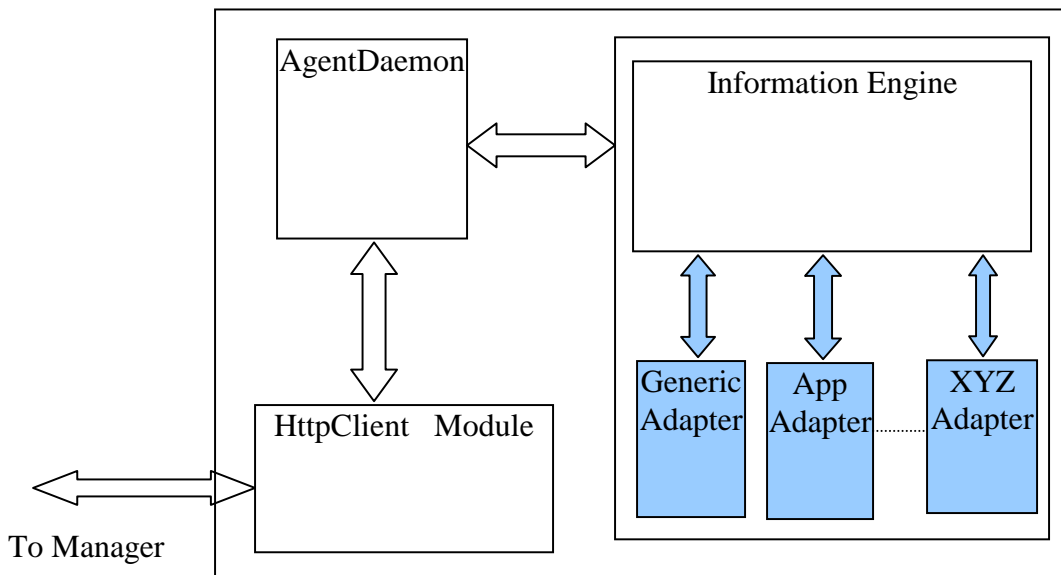 AgentDaemon
Information Engine
Generic
Adapter
App
Adapter
XYZ
Adapter
HttpClient Module
To Manager